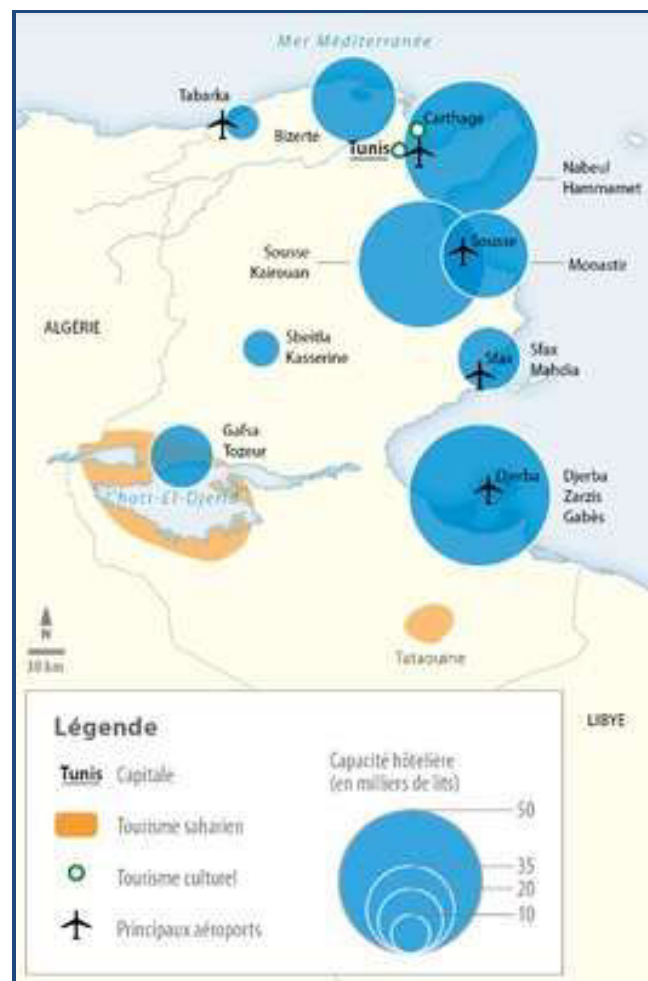 Mer Méditerranée
Tabarka
Bizerte
Carthage
Tunis
Nabeul
Hammamet
Sousse
Sousse
Kairouan
Monastir
ALGÉRIE
Sbeitla
Kasserine
Sfax
Sfax
Mahdia
Gafsa
Tozeur
Chott-El-Djerid
Djerba
Djerba
Zarzis
Gabès
N
30 km
Tataouine
LIBYE
Légende
Tunis Capitale
Tourisme saharien
Tourisme culturel
Principaux aéroports
Capacité hôtelière
(en milliers de lits)
50
35
20
10